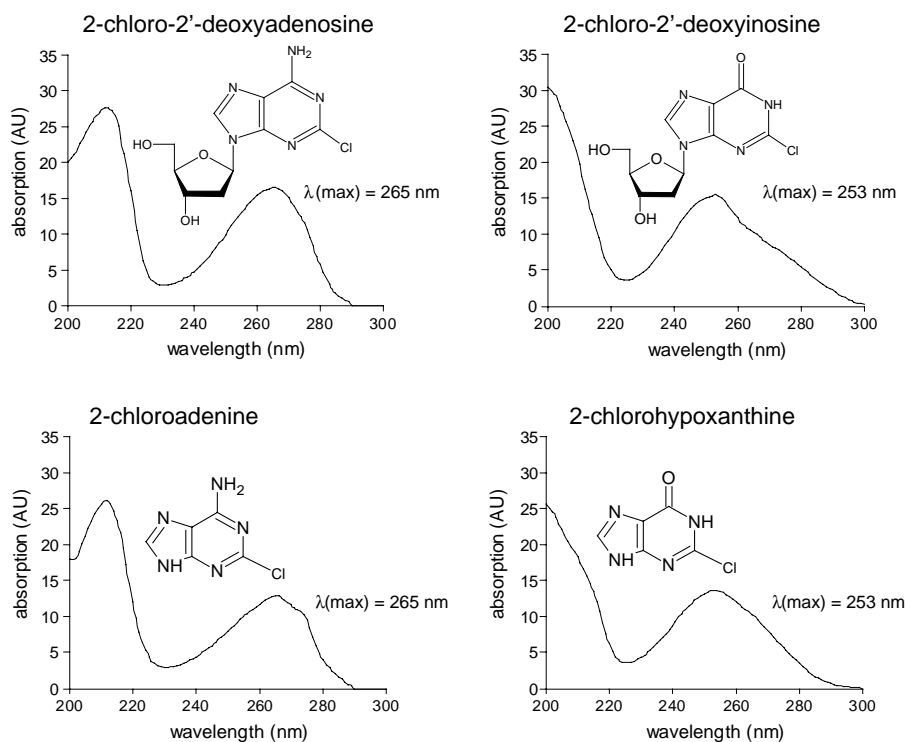 2-chloro-2'-deoxyadenosine
absorption (AU)
35
30
25
20
15
10
5
0
200 220 240 260 280 300
wavelength (nm)
NH2
N
N
N
N
Cl
HO
O
OH
λ(max) = 265 nm
2-chloro-2'-deoxyinosine
absorption (AU)
35
30
25
20
15
10
5
0
200 220 240 260 280 300
wavelength (nm)
O
N
NH
N
N
Cl
HO
O
OH
λ(max) = 253 nm
2-chloroadenine
absorption (AU)
35
30
25
20
15
10
5
0
200 220 240 260 280 300
wavelength (nm)
NH2
N
N
NH
N
Cl
λ(max) = 265 nm
2-chlorohypoxanthine
absorption (AU)
35
30
25
20
15
10
5
0
200 220 240 260 280 300
wavelength (nm)
O
N
NH
NH
N
Cl
λ(max) = 253 nm